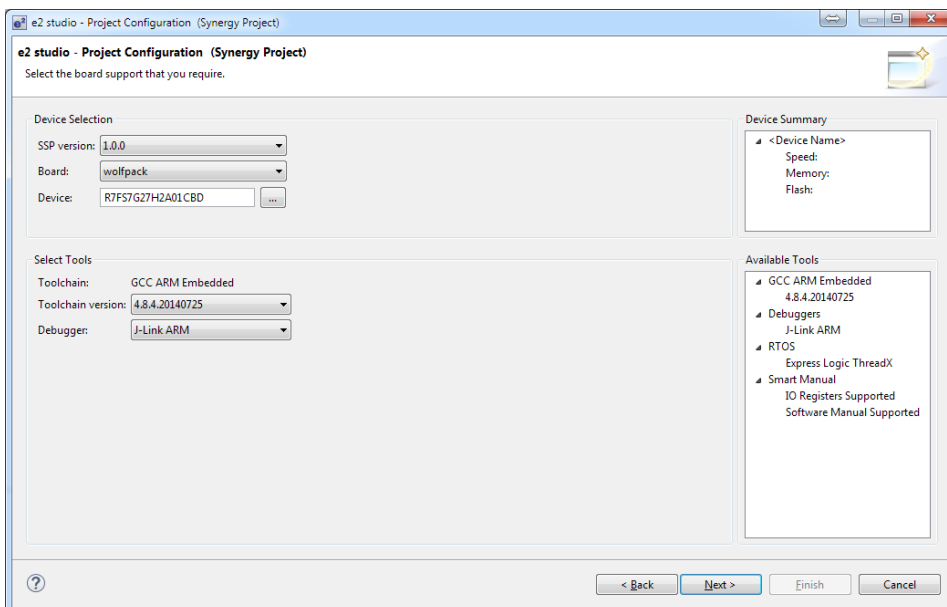 e2 studio - Project Configuration (Synergy Project)
e2 studio - Project Configuration (Synergy Project)
Select the board support that you require.
Device Selection
SSP version: 1.0.0
Board: wolfpack
Device: R7FS7G27H2A01CBD ...
Device Summary
<Device Name>
Speed:
Memory:
Flash:
Select Tools
Toolchain: GCC ARM Embedded
Toolchain version: 4.8.4.20140725
Debugger: J-Link ARM
Available Tools
GCC ARM Embedded
4.8.4.20140725
Debuggers
J-Link ARM
RTOS
Express Logic ThreadX
Smart Manual
IO Registers Supported
Software Manual Supported
? < Back Next > Finish Cancel